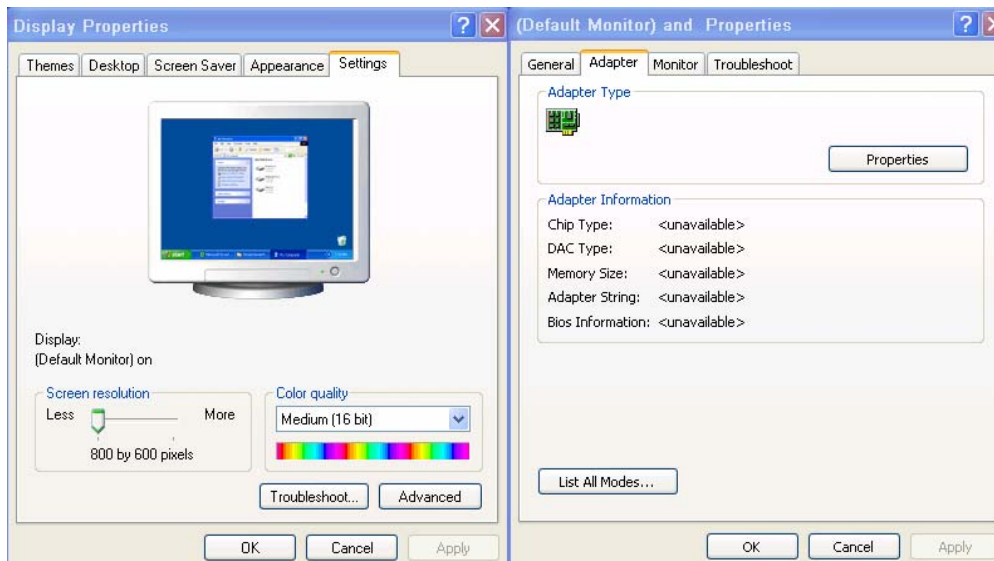 Display Properties
Themes Desktop Screen Saver Appearance Settings
start
Display:
(Default Monitor) on
Screen resolution
Less More
800 by 600 pixels
Color quality
Medium (16 bit)
Troubleshoot... Advanced
OK Cancel Apply
(Default Monitor) and Properties
General Adapter Monitor Troubleshoot
Adapter Type
Properties
Adapter Information
Chip Type: <unavailable>
DAC Type: <unavailable>
Memory Size: <unavailable>
Adapter String: <unavailable>
Bios Information: <unavailable>
List All Modes...
OK Cancel Apply